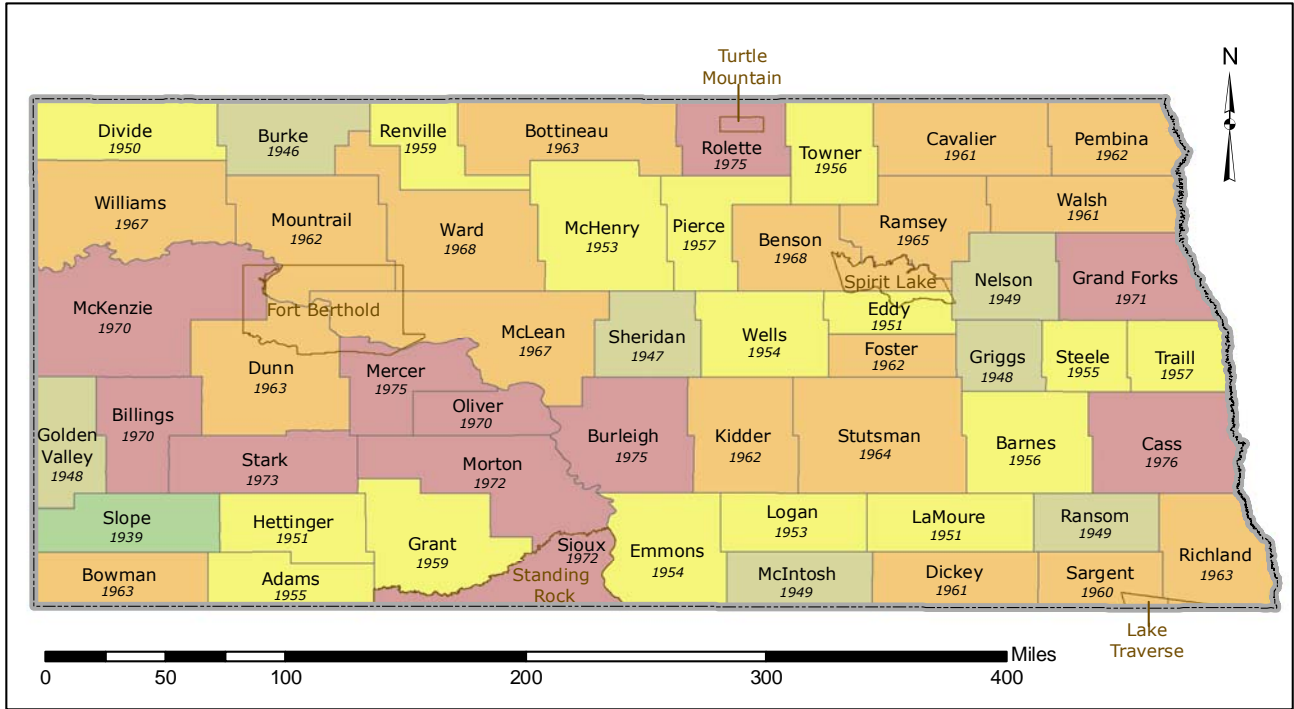 Turtle
Mountain
N
Divide
1950
Burke
1946
Renville
1959
Bottineau
1963
Rolette
1975
Towner
1956
Cavalier
1961
Pembina
1962
Williams
1967
Mountrail
1962
Ward
1968
McHenry
1953
Pierce
1957
Benson
1968
Ramsey
1965
Walsh
1961
Spirit Lake
Nelson
1949
Grand Forks
1971
McKenzie
1970
Fort Berthold
McLean
1967
Sheridan
1947
Wells
1954
Eddy
1951
Foster
1962
Griggs
1948
Steele
1955
Traill
1957
Dunn
1963
Mercer
1975
Oliver
1970
Golden
Valley
1948
Billings
1970
Stark
1973
Morton
1972
Burleigh
1975
Kidder
1962
Stutsman
1964
Barnes
1956
Cass
1976
Slope
1939
Hettinger
1951
Grant
1959
Sioux
1972
Standing
Rock
Emmons
1954
Logan
1953
LaMoure
1951
Ransom
1949
Richland
1963
Bowman
1963
Adams
1955
McIntosh
1949
Dickey
1961
Sargent
1960
Lake
Traverse
Miles
0 50 100 200 300 400